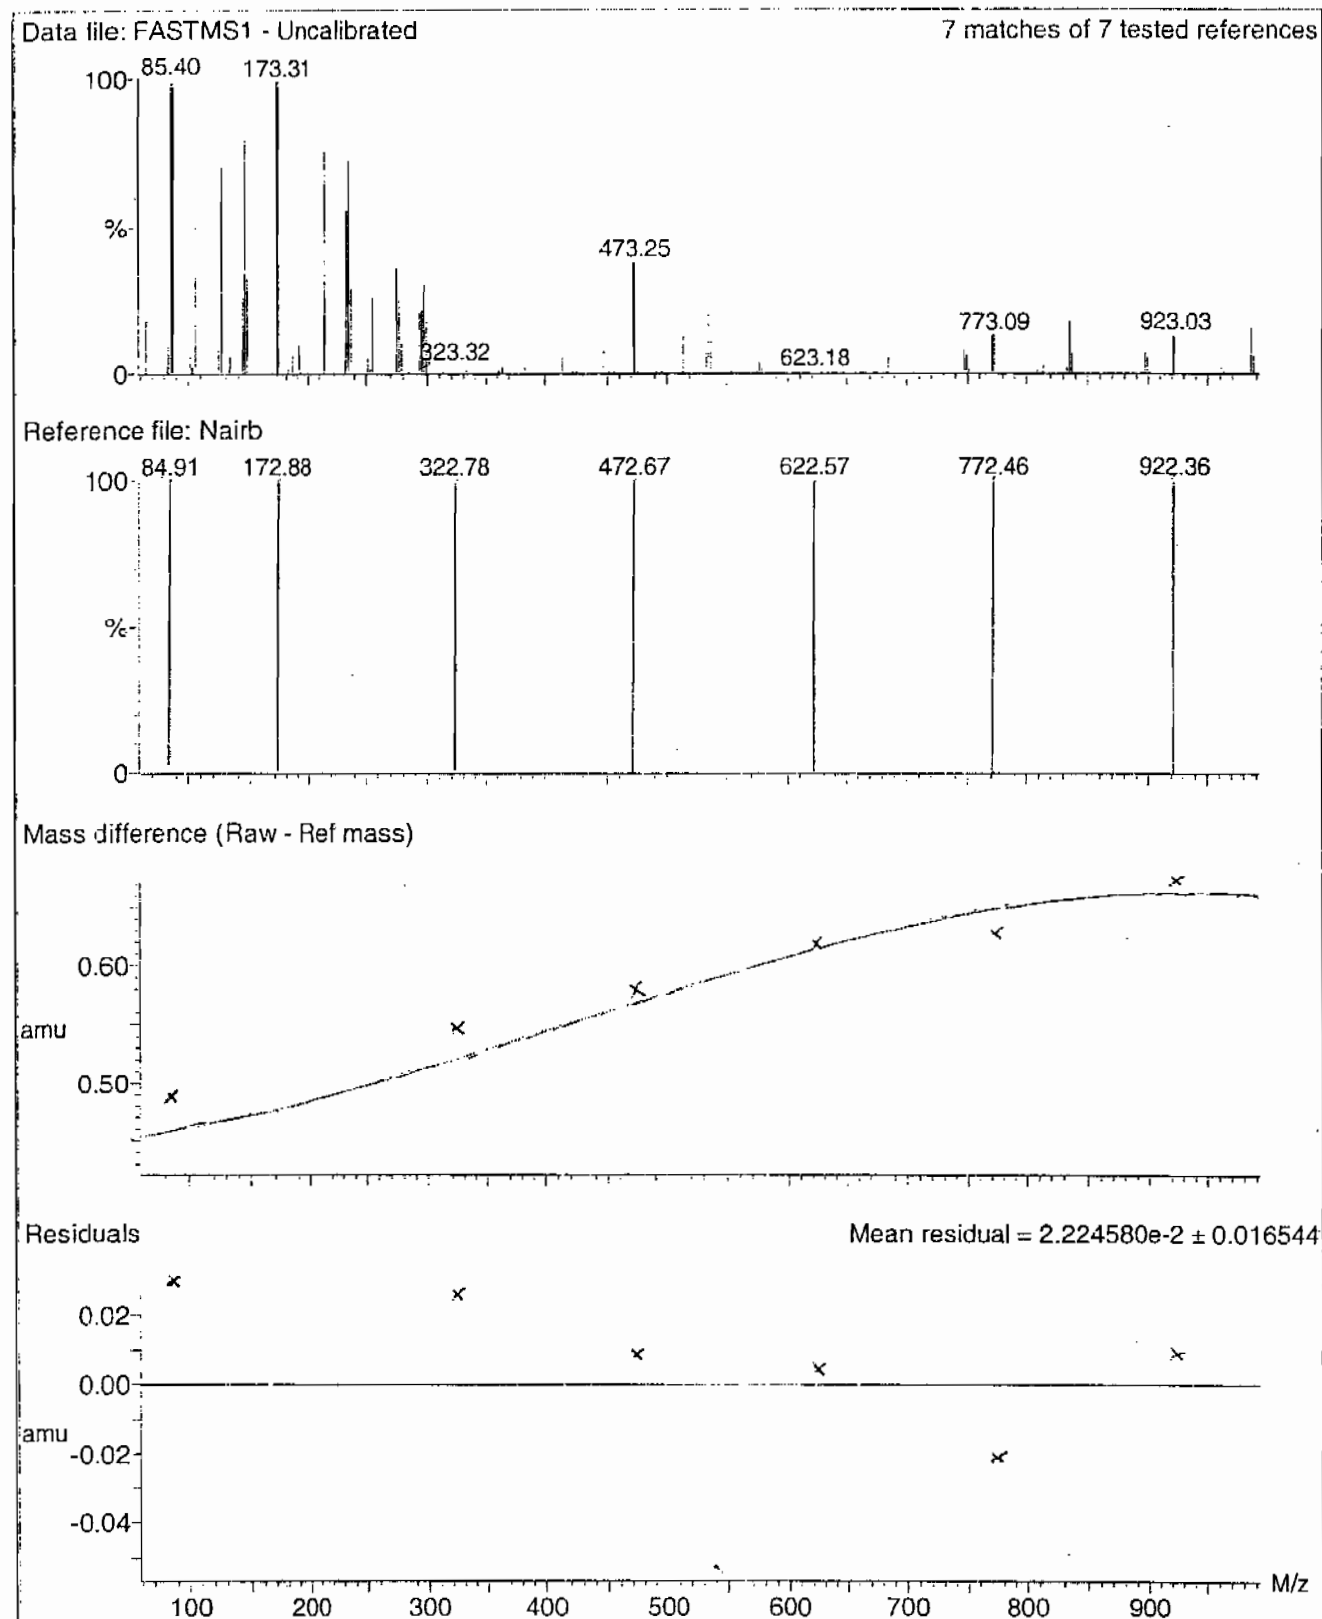 Data file: FASTMS1 - Uncalibrated 7 matches of 7 tested references
85.40 173.31
100
%
473.25
773.09 923.03
323.32 623.18
0
Reference file: Nairb
84.91 172.88 322.78 472.67 622.57 772.46 922.36
100
%
0
Mass difference (Raw - Ref mass)
0.60
amu
0.50
Residuals Mean residual = 2.224580e-2 ± 0.016544
0.02
0.00
amu
-0.02
-0.04
M/z
100 200 300 400 500 600 700 800 900